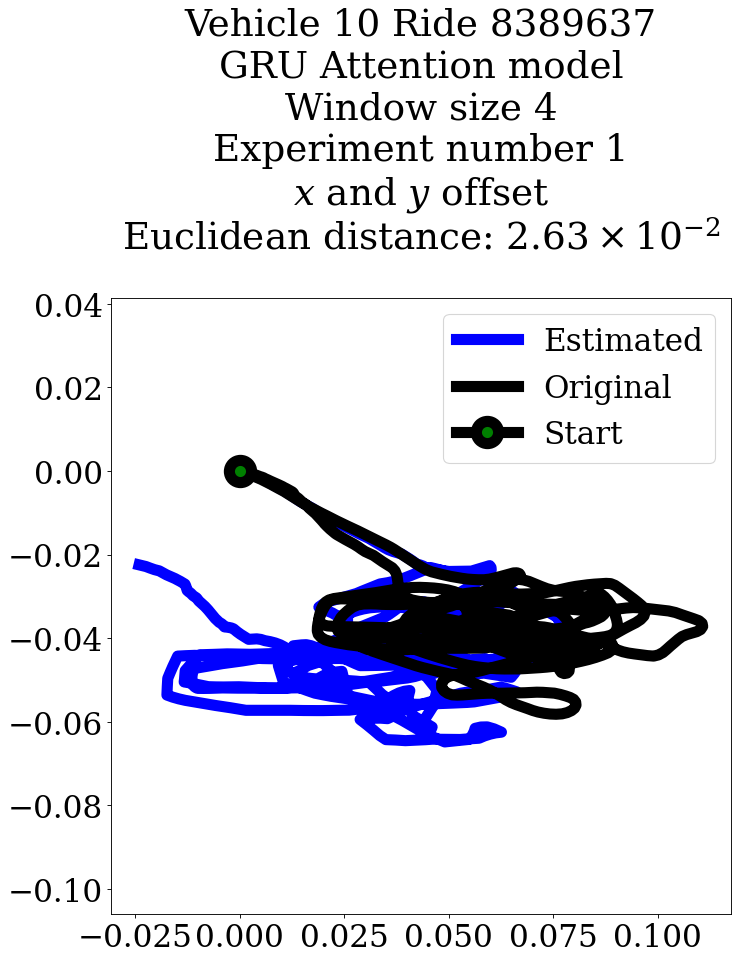 Vehicle 10 Ride 8389637
GRU Attention model
Window size 4
Experiment number 1
x and y offset
Euclidean distance: 2.63 × 10⁻²
0.04
0.02
0.00
−0.02
−0.04
−0.06
−0.08
−0.10
Estimated
Original
Start
−0.025 0.000 0.025 0.050 0.075 0.100